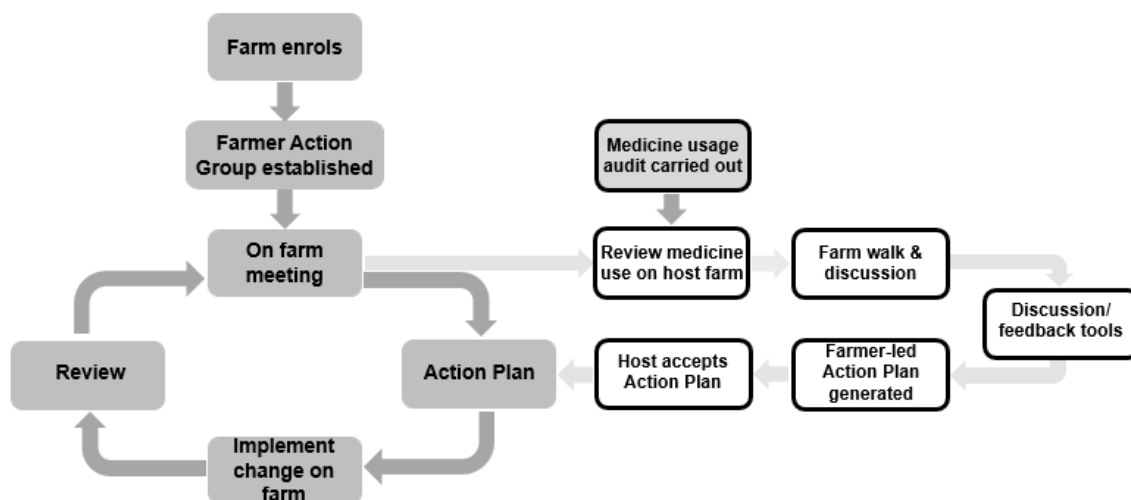 Farm enrols
Farmer Action
Group established
Medicine usage
audit carried out
On farm
meeting
Review medicine
use on host farm
Farm walk &
discussion
Discussion/
feedback tools
Review
Action Plan
Host accepts
Action Plan
Farmer-led
Action Plan
generated
Implement
change on
farm